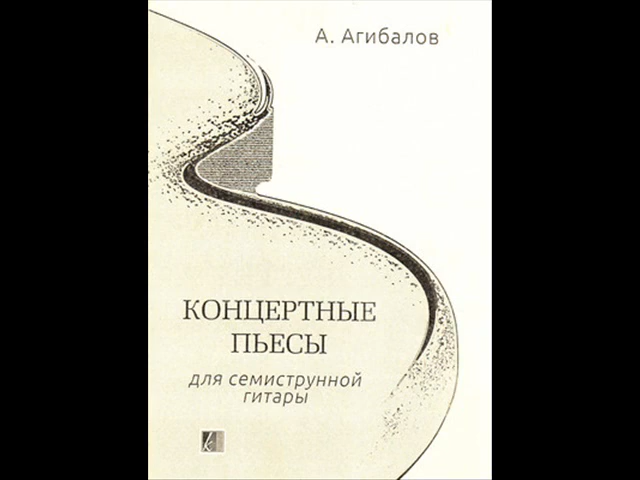 А. Агибалов
КОНЦЕРТНЫЕ
ПЬЕСЫ
для семиструнной
гитары
k